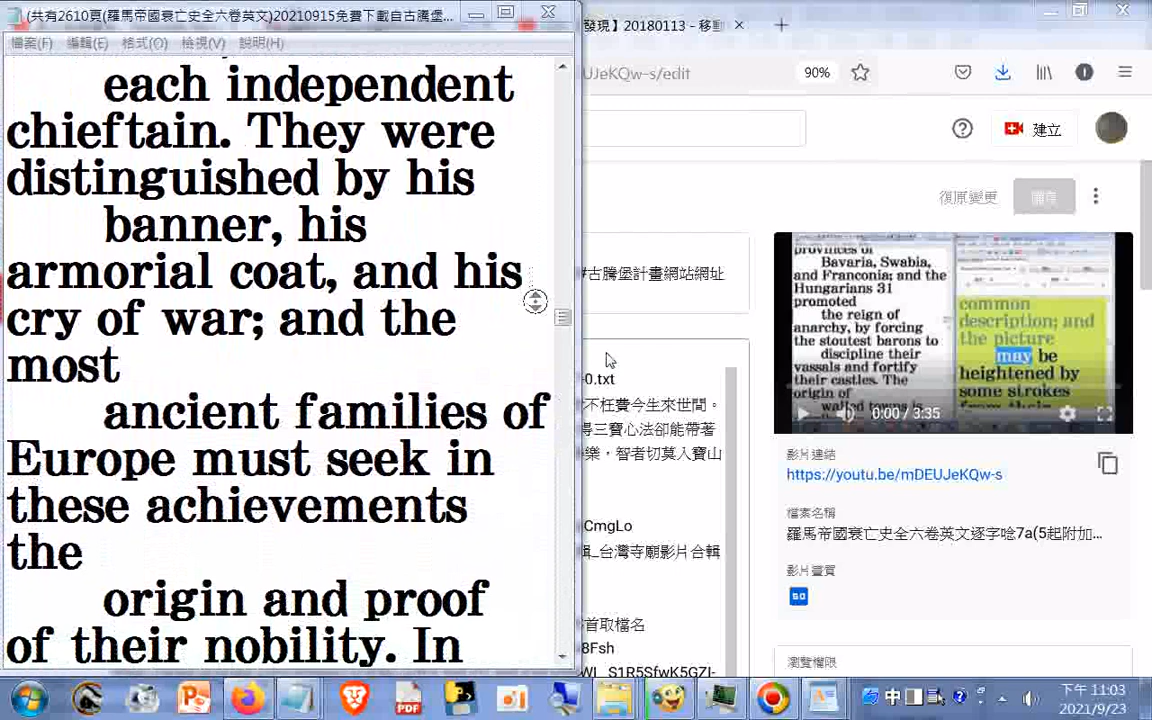 (共有2610頁(羅馬帝國衰亡史全六卷英文)20210915免費下載自古騰堡...
檔案(F) 編輯(E) 格式(O) 檢視(V) 說明(H)
each independent
chieftain. They were
distinguished by his
banner, his
armorial coat, and his
cry of war; and the
most
ancient families of
Europe must seek in
these achievements
the
origin and proof
of their nobility. In
發現】20180113 - 移動
UJeKQw-s/edit
90%
建立
復原變更
#古騰堡計畫網站網址
-0.txt
不枉費今生來世間。
得三寶心法卻能帶著
樂，智者切莫入寶山
CmgLo
輯_台灣寺廟影片合輯
首取檔名
8Fsh
WI_S1R5SfwK5GZI-
provinces of
Bavaria, Swabia,
and Franconia; and the
Hungarians 31
promoted
the reign of
anarchy, by forcing
the stoutest barons to
discipline their
vassals and fortify
their castles. The
origin of
walled towns is
common
description; and
the picture
may be
heightened by
some strokes
from their
0:00 / 3:35
影片連結
https://youtu.be/mDEUJeKQw-s
檔案名稱
羅馬帝國衰亡史全六卷英文逐字唸7a(5起附加...
影片畫質
瀏覽權限
中
下午 11:03
2021/9/23